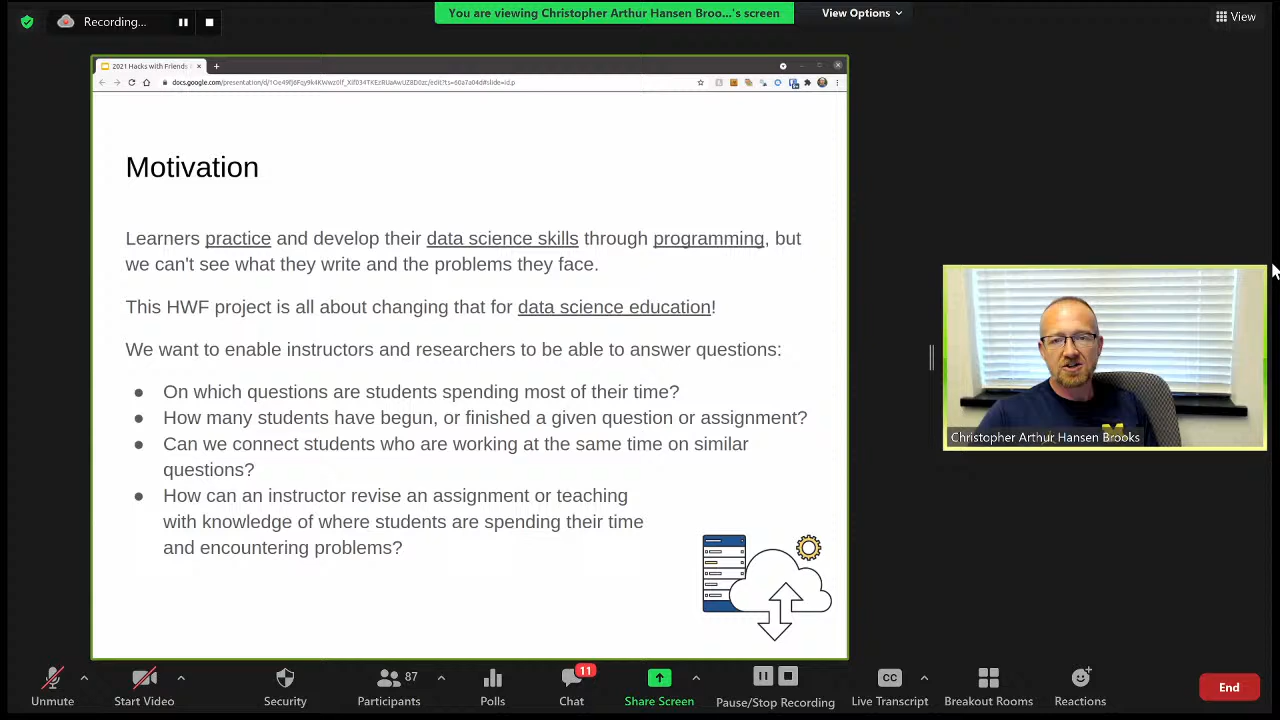 Recording...
You are viewing Christopher Arthur Hansen Broo...'s screen
View Options
View
2021 Hacks with Friends
Motivation
Learners practice and develop their data science skills through programming, but
we can't see what they write and the problems they face.
This HWF project is all about changing that for data science education!
We want to enable instructors and researchers to be able to answer questions:
● On which questions are students spending most of their time?
● How many students have begun, or finished a given question or assignment?
● Can we connect students who are working at the same time on similar
questions?
● How can an instructor revise an assignment or teaching
with knowledge of where students are spending their time
and encountering problems?
Christopher Arthur Hansen Brooks
Unmute
Start Video
Security
87
Participants
Polls
11
Chat
Share Screen
Pause/Stop Recording
CC
Live Transcript
Breakout Rooms
Reactions
End